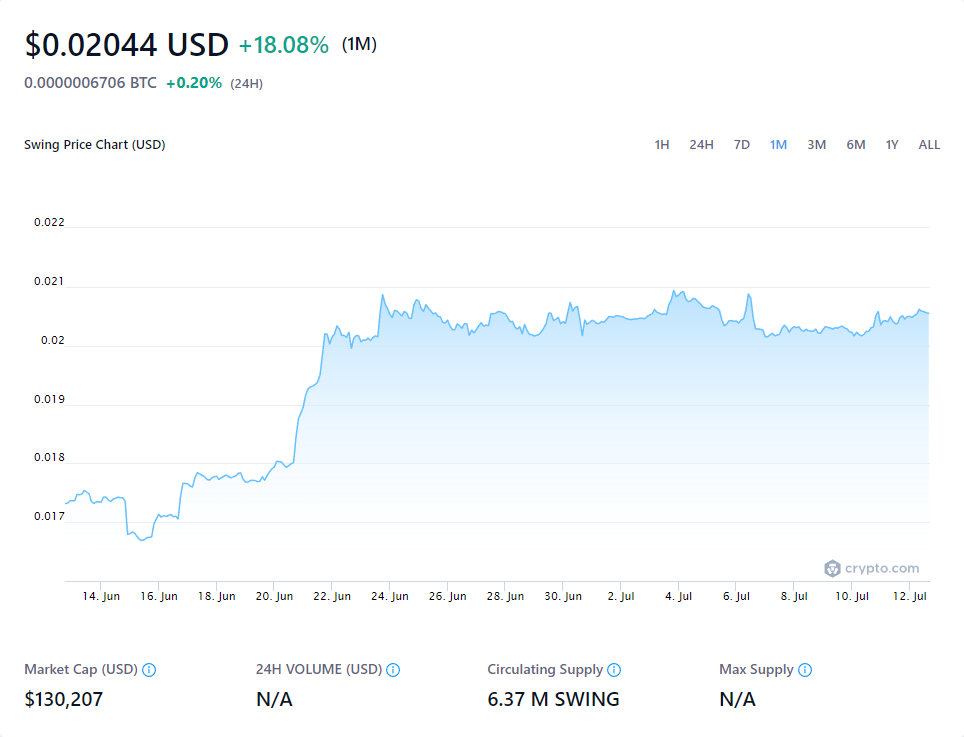 $0.02044 USD +18.08% (1M)
0.0000006706 BTC +0.20% (24H)
Swing Price Chart (USD) 1H 24H 7D 1M 3M 6M 1Y ALL
0.022
0.021
0.02
0.019
0.018
0.017
crypto.com
14. Jun 16. Jun 18. Jun 20. Jun 22. Jun 24. Jun 26. Jun 28. Jun 30. Jun 2. Jul 4. Jul 6. Jul 8. Jul 10. Jul 12. Jul
Market Cap (USD) 24H VOLUME (USD) Circulating Supply Max Supply
$130,207 N/A 6.37 M SWING N/A